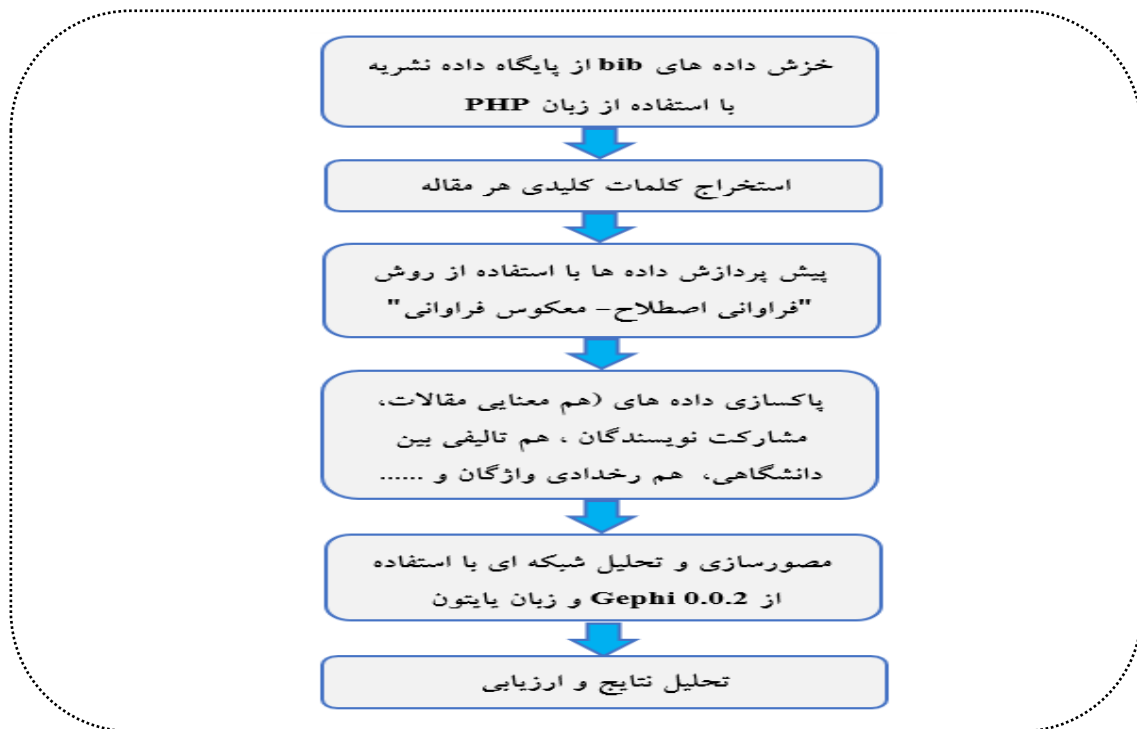 خزش داده های bib از پایگاه داده نشریه
با استفاده از زبان PHP
استخراج کلمات کلیدی هر مقاله
پیش پردازش داده ها با استفاده از روش
"فراوانی اصطلاح– معکوس فراوانی"
پاکسازی داده های (هم معنایی مقالات،
مشارکت نویسندگان ، هم تالیفی بین
دانشگاهی، هم رخدادی واژگان و ......
مصورسازی و تحلیل شبکه ای با استفاده
از Gephi 0.0.2 و زبان پایتون
تحلیل نتایج و ارزیابی